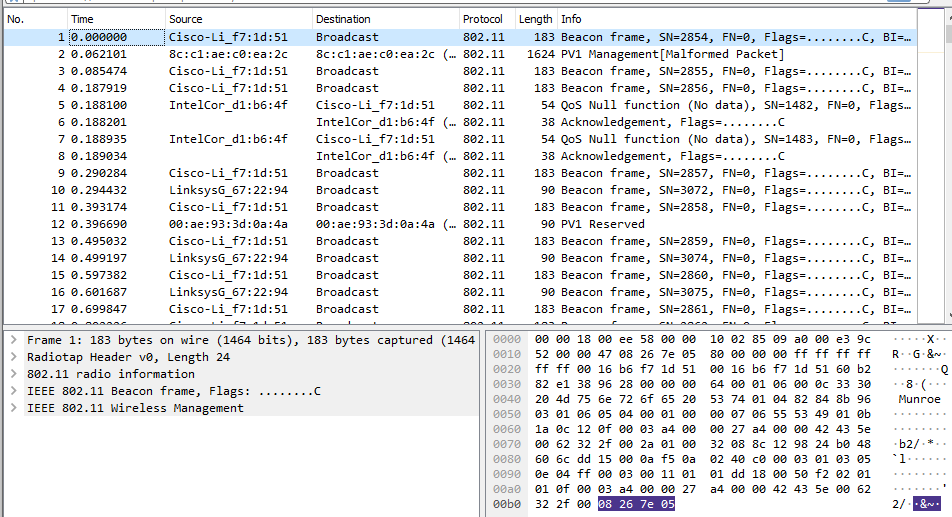 No. Time Source Destination Protocol Length Info
1 0.000000 Cisco-Li_f7:1d:51 Broadcast 802.11 183 Beacon frame, SN=2854, FN=0, Flags=........C, BI=…
2 0.062101 8c:c1:ae:c0:ea:2c 8c:c1:ae:c0:ea:2c (… 802.11 1624 PV1 Management[Malformed Packet]
3 0.085474 Cisco-Li_f7:1d:51 Broadcast 802.11 183 Beacon frame, SN=2855, FN=0, Flags=........C, BI=…
4 0.187919 Cisco-Li_f7:1d:51 Broadcast 802.11 183 Beacon frame, SN=2856, FN=0, Flags=........C, BI=…
5 0.188100 IntelCor_d1:b6:4f Cisco-Li_f7:1d:51 802.11 54 QoS Null function (No data), SN=1482, FN=0, Flags…
6 0.188201 IntelCor_d1:b6:4f (… 802.11 38 Acknowledgement, Flags=........C
7 0.188935 IntelCor_d1:b6:4f Cisco-Li_f7:1d:51 802.11 54 QoS Null function (No data), SN=1483, FN=0, Flags…
8 0.189034 IntelCor_d1:b6:4f (… 802.11 38 Acknowledgement, Flags=........C
9 0.290284 Cisco-Li_f7:1d:51 Broadcast 802.11 183 Beacon frame, SN=2857, FN=0, Flags=........C, BI=…
10 0.294432 LinksysG_67:22:94 Broadcast 802.11 90 Beacon frame, SN=3072, FN=0, Flags=........C, BI=…
11 0.393174 Cisco-Li_f7:1d:51 Broadcast 802.11 183 Beacon frame, SN=2858, FN=0, Flags=........C, BI=…
12 0.396690 00:ae:93:3d:0a:4a 00:ae:93:3d:0a:4a (… 802.11 90 PV1 Reserved
13 0.495032 Cisco-Li_f7:1d:51 Broadcast 802.11 183 Beacon frame, SN=2859, FN=0, Flags=........C, BI=…
14 0.499197 LinksysG_67:22:94 Broadcast 802.11 90 Beacon frame, SN=3074, FN=0, Flags=........C, BI=…
15 0.597382 Cisco-Li_f7:1d:51 Broadcast 802.11 183 Beacon frame, SN=2860, FN=0, Flags=........C, BI=…
16 0.601687 LinksysG_67:22:94 Broadcast 802.11 90 Beacon frame, SN=3075, FN=0, Flags=........C, BI=…
17 0.699847 Cisco-Li_f7:1d:51 Broadcast 802.11 183 Beacon frame, SN=2861, FN=0, Flags=........C, BI=…
Frame 1: 183 bytes on wire (1464 bits), 183 bytes captured (1464
Radiotap Header v0, Length 24
802.11 radio information
IEEE 802.11 Beacon frame, Flags: ........C
IEEE 802.11 Wireless Management
0000 00 00 18 00 ee 58 00 00 10 02 85 09 a0 00 e3 9c ·····X··
0010 52 00 00 47 08 26 7e 05 80 00 00 00 ff ff ff ff R··G·&~·
0020 ff ff 00 16 b6 f7 1d 51 00 16 b6 f7 1d 51 60 b2 ·······Q
0030 82 e1 38 96 28 00 00 00 64 00 01 06 00 0c 33 30 ··8·(···
0040 20 4d 75 6e 72 6f 65 20 53 74 01 04 82 84 8b 96 Munroe
0050 03 01 06 05 04 00 01 00 00 07 06 55 53 49 01 0b ········
0060 1a 0c 12 0f 00 03 a4 00 00 27 a4 00 00 42 43 5e ········
0070 00 62 32 2f 00 2a 01 00 32 08 8c 12 98 24 b0 48 ·b2/·*··
0080 60 6c dd 15 00 0a f5 0a 02 40 c0 00 03 01 03 05 `l······
0090 0e 04 ff 00 03 00 11 01 01 dd 18 00 50 f2 02 01 ········
00a0 01 0f 00 03 a4 00 00 27 a4 00 00 42 43 5e 00 62 ·······'
00b0 32 2f 00 08 26 7e 05 2/··&~·